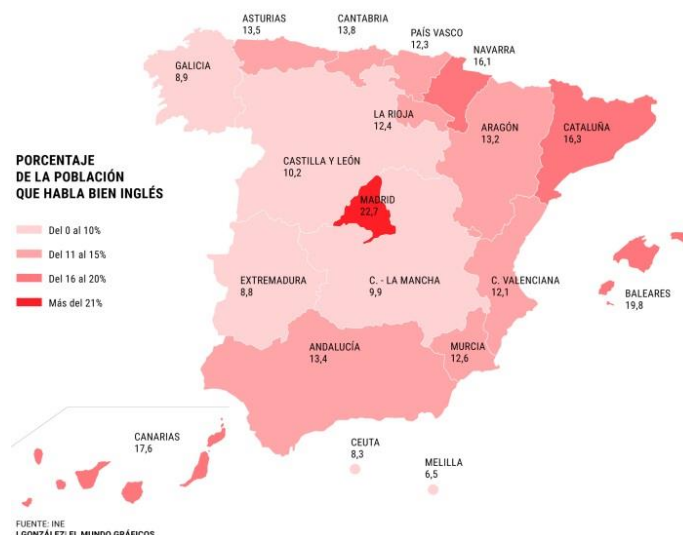 ASTURIAS
13,5
CANTABRIA
13,8
PAÍS VASCO
12,3
NAVARRA
16,1
GALICIA
8,9
LA RIOJA
12,4
ARAGÓN
13,2
CATALUÑA
16,3
PORCENTAJE
DE LA POBLACIÓN
QUE HABLA BIEN INGLÉS
Del 0 al 10%
Del 11 al 15%
Del 16 al 20%
Más del 21%
CASTILLA Y LEÓN
10,2
MADRID
22,7
EXTREMADURA
8,8
C. - LA MANCHA
9,9
C. VALENCIANA
12,1
BALEARES
19,8
ANDALUCÍA
13,4
MURCIA
12,6
CANARIAS
17,6
CEUTA
8,3
MELILLA
6,5
FUENTE: INE
I.GONZÁLEZ| EL MUNDO GRÁFICOS